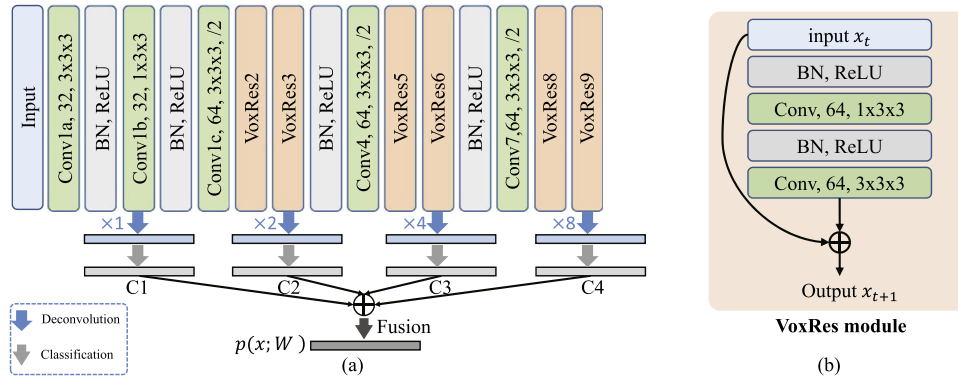 Input
Conv1a, 32, 3x3x3
BN, ReLU
Conv1b, 32, 1x3x3
BN, ReLU
Conv1c, 64, 3x3x3, /2
VoxRes2
VoxRes3
BN, ReLU
Conv4, 64, 3x3x3, /2
VoxRes5
VoxRes6
BN, ReLU
Conv7,64, 3x3x3, /2
VoxRes8
VoxRes9
×1
×2
×4
×8
C1
C2
C3
C4
Fusion
p(x;W)
Deconvolution
Classification
(a)
input x_t
BN, ReLU
Conv, 64, 1x3x3
BN, ReLU
Conv, 64, 3x3x3
Output x_{t+1}
VoxRes module
(b)